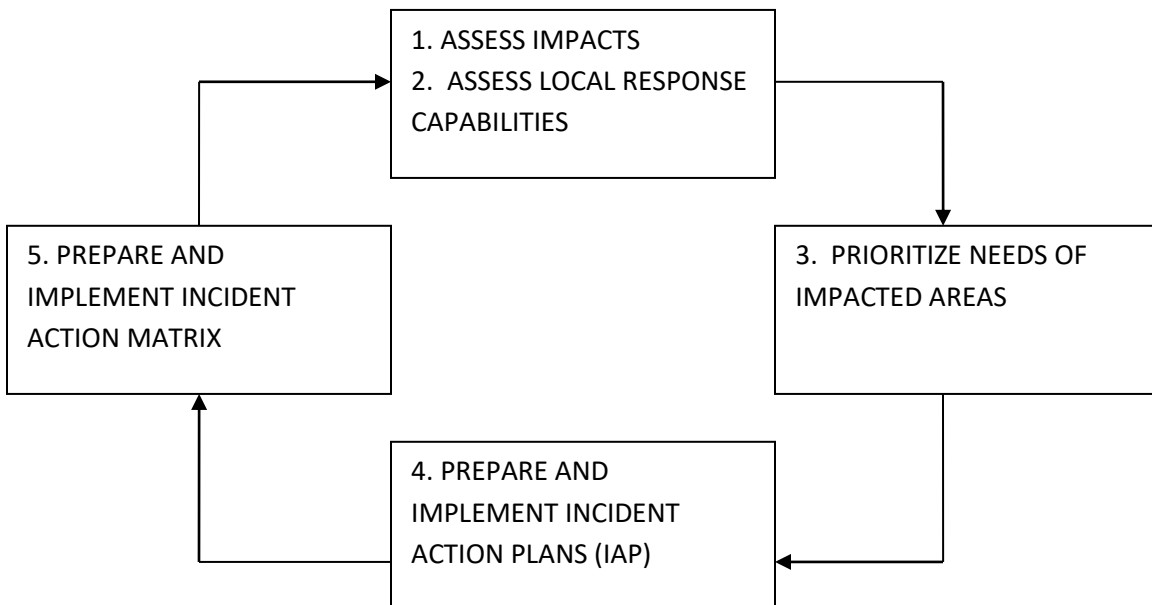 1. ASSESS IMPACTS
2.  ASSESS LOCAL RESPONSE
CAPABILITIES
3.  PRIORITIZE NEEDS OF
IMPACTED AREAS
4. PREPARE AND
IMPLEMENT INCIDENT
ACTION PLANS (IAP)
5. PREPARE AND
IMPLEMENT INCIDENT
ACTION MATRIX